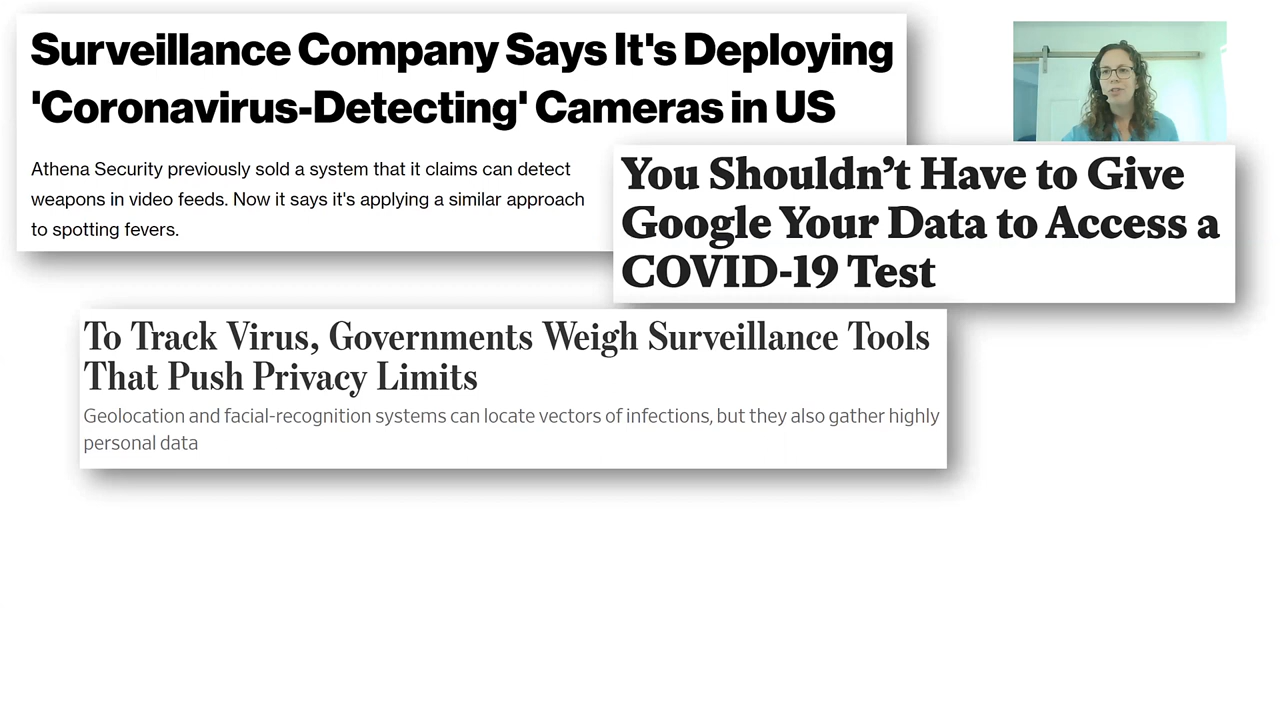 Surveillance Company Says It's Deploying
'Coronavirus-Detecting' Cameras in US
Athena Security previously sold a system that it claims can detect
weapons in video feeds. Now it says it's applying a similar approach
to spotting fevers.
You Shouldn’t Have to Give
Google Your Data to Access a
COVID-19 Test
To Track Virus, Governments Weigh Surveillance Tools
That Push Privacy Limits
Geolocation and facial-recognition systems can locate vectors of infections, but they also gather highly
personal data